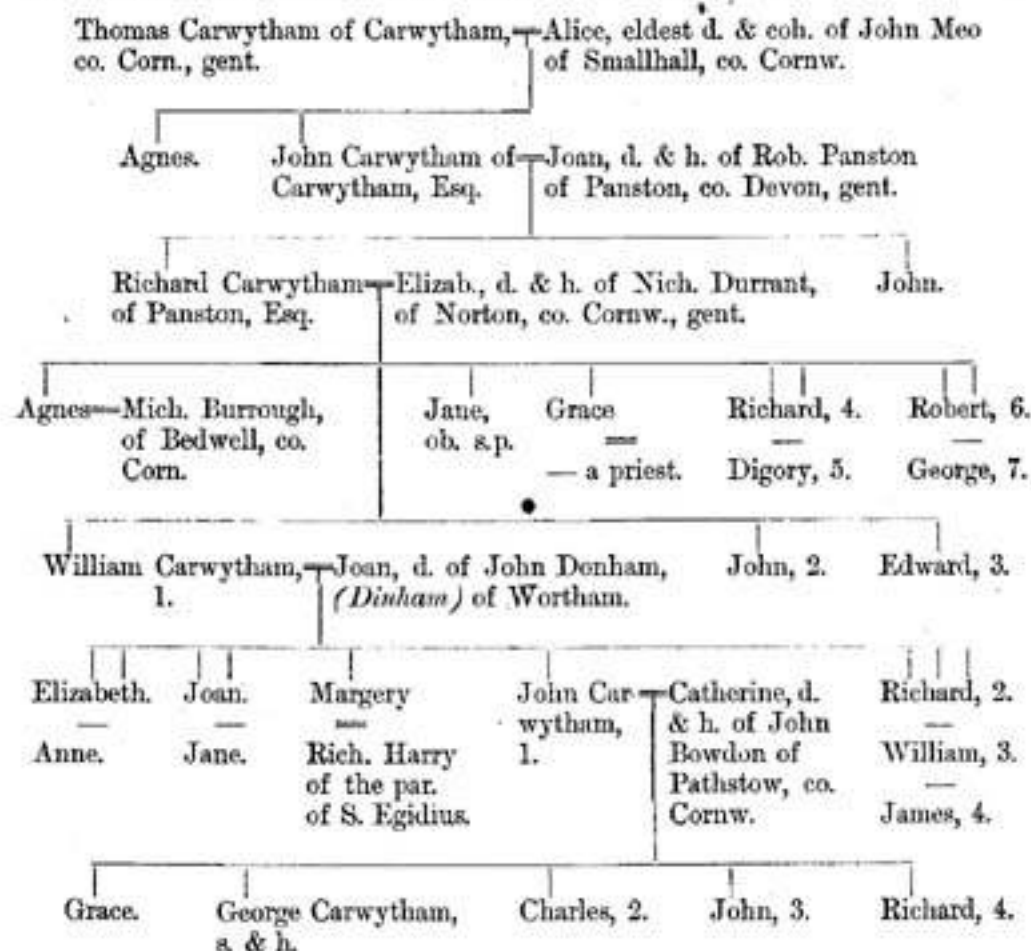 Thomas Carwytham of Carwytham, Alice, eldest d. & coh. of John Meo
co. Corn., gent. of Smallhall, co. Cornw.
Agnes. John Carwytham of Joan, d. & h. of Rob. Panston
Carwytham, Esq. of Panston, co. Devon, gent.
Richard Carwytham Elizab., d. & h. of Nich. Durrant, John.
of Panston, Esq. of Norton, co. Cornw., gent.
Agnes Mich. Burrough, Jane, Grace Richard, 4. Robert, 6.
of Bedwell, co. ob. s.p. — a priest. Digory, 5. George, 7.
Corn.
William Carwytham, Joan, d. of John Donham, John, 2. Edward, 3.
1. (Dinham) of Wortham.
Elizabeth. Joan. Margery John Car- Catherine, d. Richard, 2.
wytham, & h. of John
Anne. Jane. Rich. Harry 1. Bowdon of William, 3.
of the par. Pathstow, co.
of S. Egidius. Cornw. James, 4.
Grace. George Carwytham, Charles, 2. John, 3. Richard, 4.
s. & h.